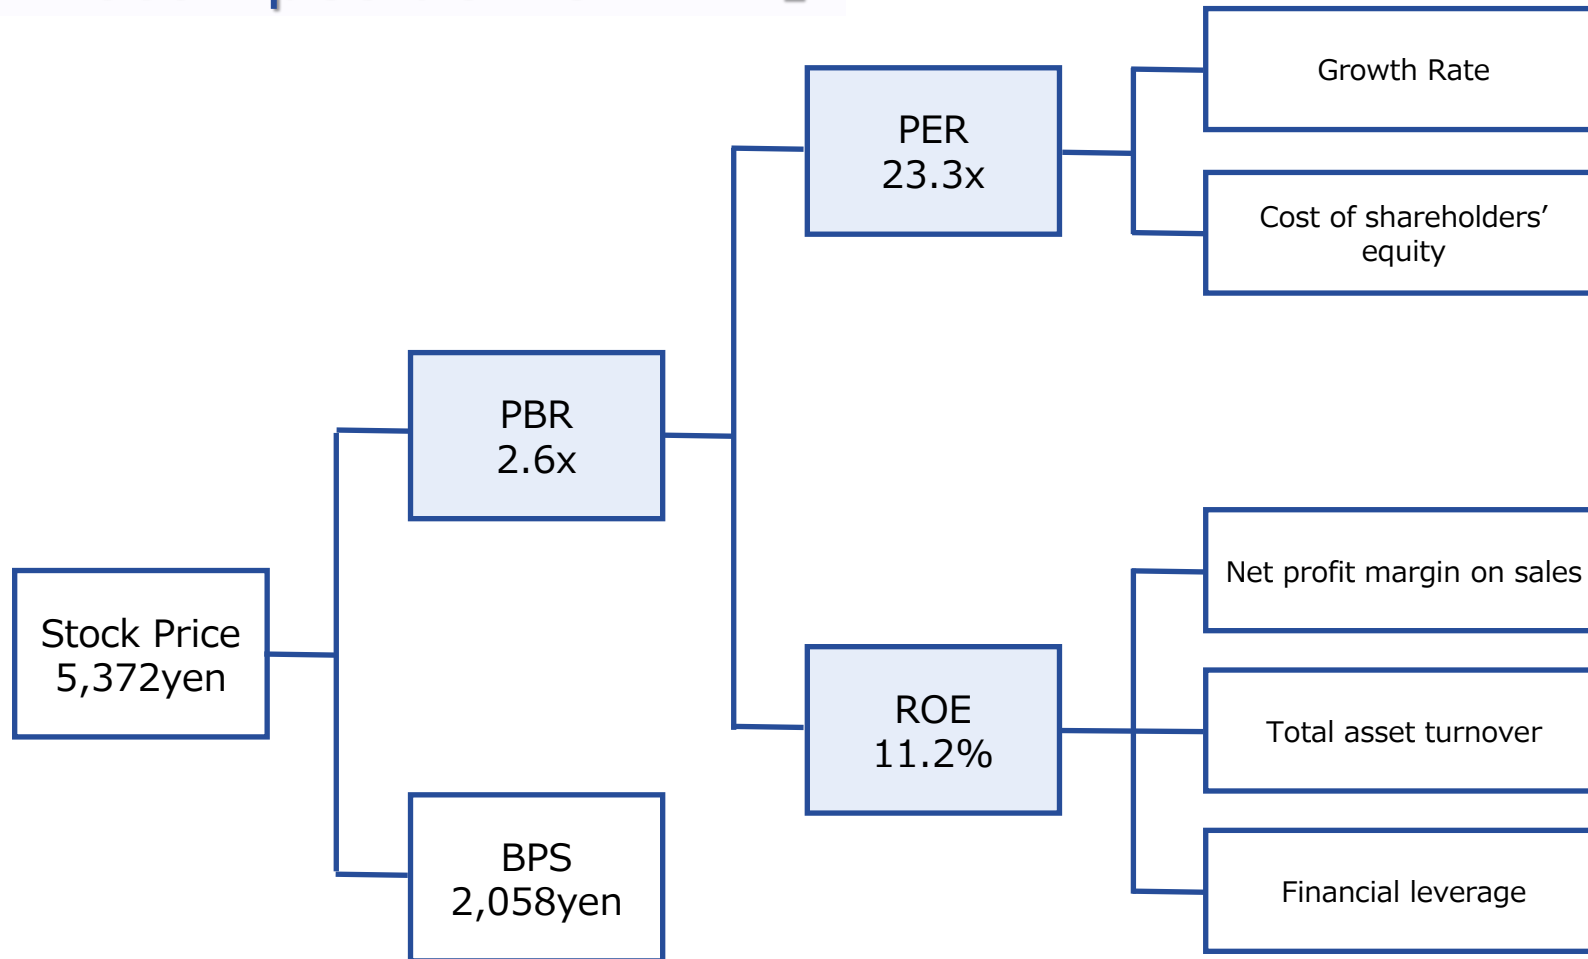 Growth Rate
PER
23.3x
Cost of shareholders’
equity
PBR
2.6x
Net profit margin on sales
Stock Price
5,372yen
ROE
11.2%
Total asset turnover
BPS
2,058yen
Financial leverage